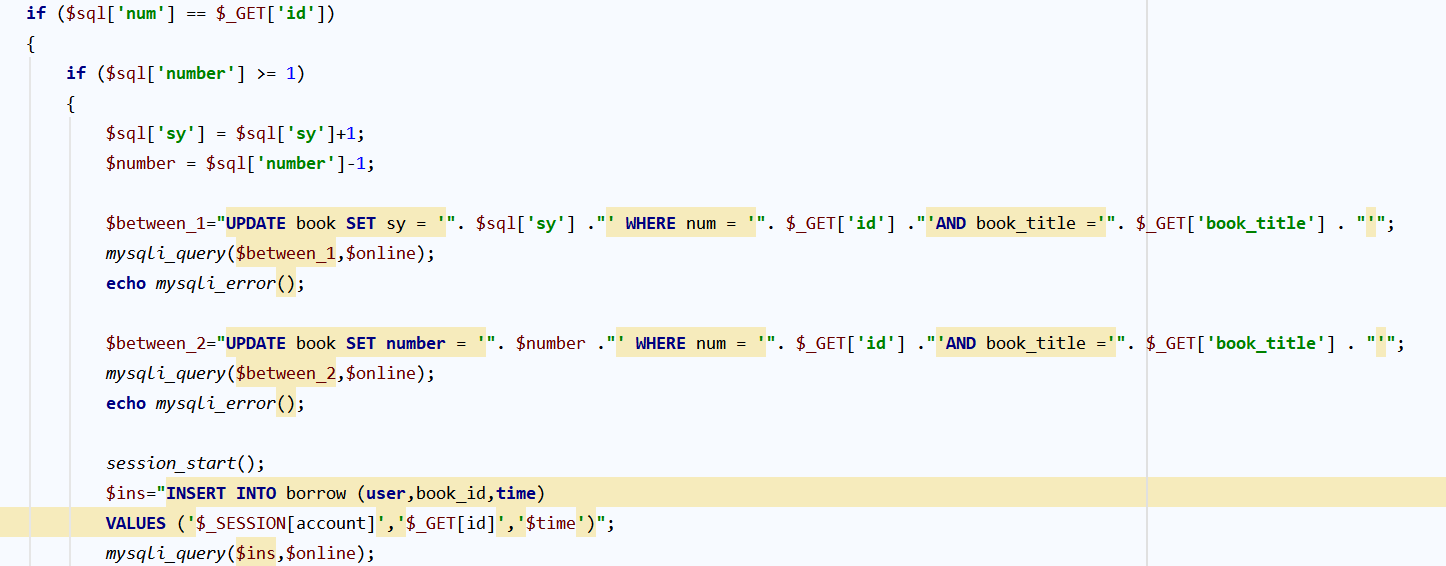 if ($sql['num'] == $_GET['id'])
{
if ($sql['number'] >= 1)
{
$sql['sy'] = $sql['sy']+1;
$number = $sql['number']-1;
$between_1="UPDATE book SET sy = '". $sql['sy'] ."' WHERE num = '". $_GET['id'] ."'AND book_title ='". $_GET['book_title'] . "'";
mysqli_query($between_1,$online);
echo mysqli_error();
$between_2="UPDATE book SET number = '". $number ."' WHERE num = '". $_GET['id'] ."'AND book_title ='". $_GET['book_title'] . "'";
mysqli_query($between_2,$online);
echo mysqli_error();
session_start();
$ins="INSERT INTO borrow (user,book_id,time)
VALUES ('$_SESSION[account]','$_GET[id]','$time')";
mysqli_query($ins,$online);